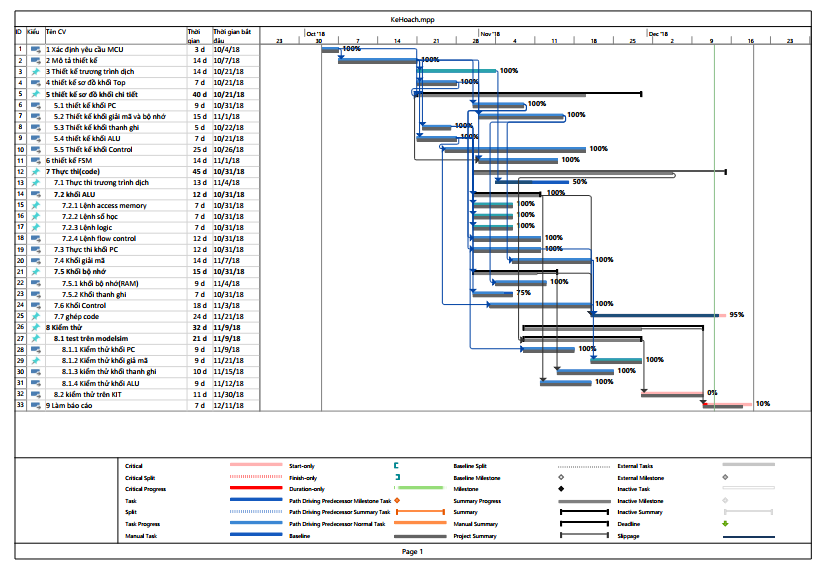 KeHoach.mpp
ID Kiểu Tên CV Thời gian Thời gian bắt đầu
Oct '18 Nov '18 Dec '18
23 30 7 14 21 28 4 11 18 25 2 9 16 23
1 1 Xác định yêu cầu MCU 3 d 10/4/18 100%
2 2 Mô tả thiết kế 14 d 10/7/18 100%
3 3 Thiết kế trương trình dịch 14 d 10/21/18 100%
4 4 thiết kế sơ đồ khối Top 7 d 10/21/18 100%
5 5 thiết kế sơ đồ khối chi tiết 40 d 10/21/18
6 5.1 thiết kế khối PC 9 d 10/31/18 100%
7 5.2 Thiết kế khối giải mã và bộ nhớ 15 d 11/1/18 100%
8 5.3 Thiết kế khối thanh ghi 5 d 10/22/18 100%
9 5.4 thiết kế khối ALU 7 d 10/21/18 100%
10 5.5 Thiết kế khối Control 25 d 10/26/18 100%
11 6 thiết kế FSM 14 d 11/1/18 100%
12 7 Thực thi(code) 45 d 10/31/18
13 7.1 Thực thi trương trình dịch 13 d 11/4/18 50%
14 7.2 khối ALU 12 d 10/31/18 100%
15 7.2.1 Lệnh access memory 7 d 10/31/18 100%
16 7.2.2 Lệnh số học 7 d 10/31/18 100%
17 7.2.3 Lệnh logic 7 d 10/31/18 100%
18 7.2.4 Lệnh flow control 12 d 10/31/18 100%
19 7.3 Thực thi khối PC 12 d 10/31/18 100%
20 7.4 Khối giải mã 14 d 11/7/18 100%
21 7.5 Khối bộ nhớ 15 d 10/31/18
22 7.5.1 khối bộ nhớ(RAM) 9 d 11/4/18 100%
23 7.5.2 Khối thanh ghi 7 d 10/31/18 75%
24 7.6 Khối Control 18 d 11/3/18 100%
25 7.7 ghép code 24 d 11/21/18 95%
26 8 Kiểm thử 32 d 11/9/18
27 8.1 test trên modelsim 21 d 11/9/18
28 8.1.1 Kiểm thử khối PC 9 d 11/9/18 100%
29 8.1.2 Kiểm thử khối giả mã 9 d 11/21/18 100%
30 8.1.3 kiểm thử khối thanh ghi 10 d 11/15/18 100%
31 8.1.4 Kiểm thử khối ALU 9 d 11/12/18 100%
32 8.2 kiểm thử trên KIT 11 d 11/30/18 0%
33 9 Làm báo cáo 7 d 12/11/18 10%
Critical Start-only Baseline Split External Tasks
Critical Split Finish-only Baseline Milestone External Milestone
Critical Progress Duration-only Milestone Inactive Task
Task Path Driving Predecessor Milestone Task Summary Progress Inactive Milestone
Split Path Driving Predecessor Summary Task Summary Inactive Summary
Task Progress Path Driving Predecessor Normal Task Manual Summary Deadline
Manual Task Baseline Project Summary Slippage
Page 1